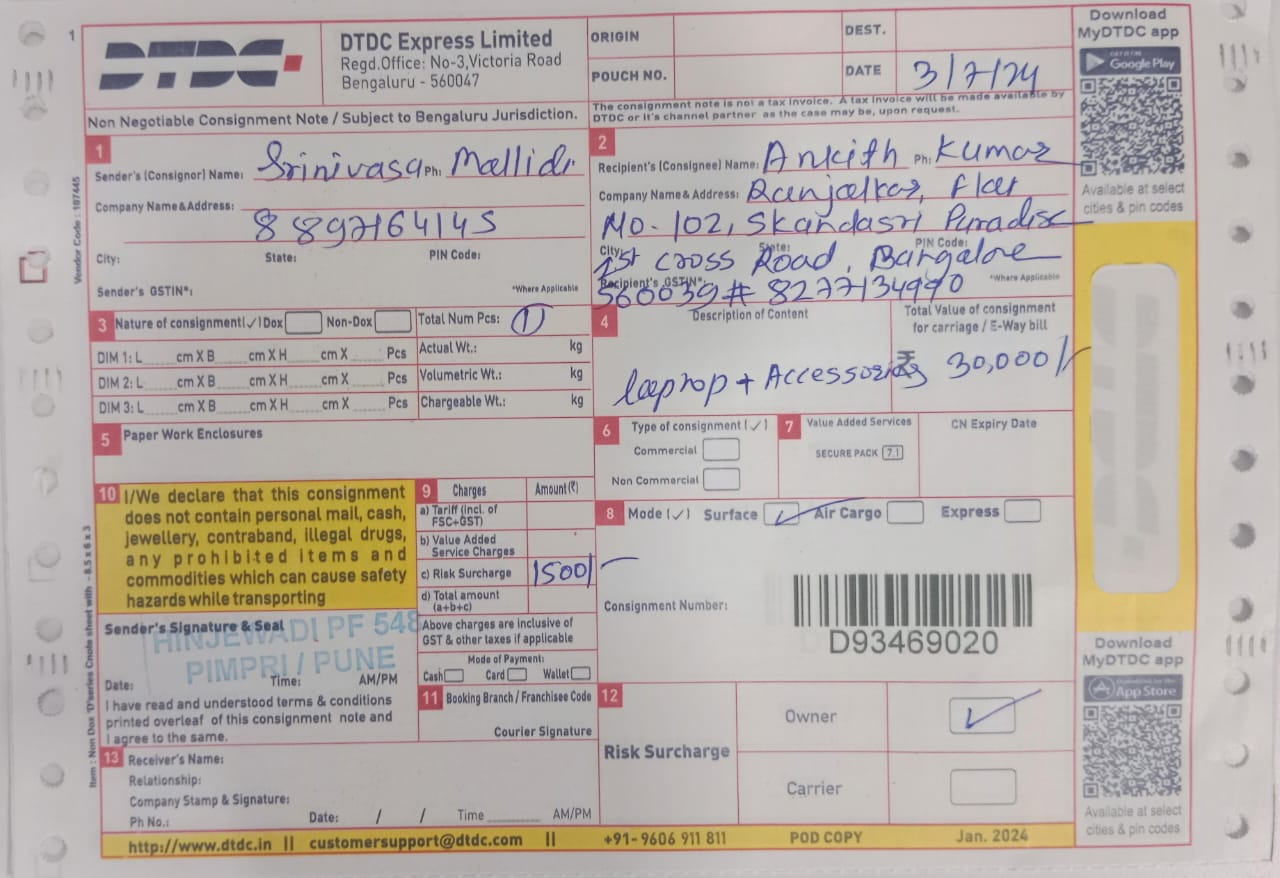 1
DTDC
DTDC Express Limited
Regd.Office: No-3,Victoria Road
Bengaluru - 560047
ORIGIN
DEST.
POUCH NO.
DATE 3/7/24
Non Negotiable Consignment Note / Subject to Bengaluru Jurisdiction.
The consignment note is not a tax invoice. A tax invoice will be made available by
DTDC or it's channel partner as the case may be, upon request.
Download
MyDTDC app
GET IT ON
Google Play
Available at select
cities & pin codes
Vendor Code : 107445
1
Sender's (Consignor) Name: Srinivasa Ph: Mallidi
Company Name&Address:
8897164145
City: State: PIN Code:
Sender's GSTIN*: *Where Applicable
2
Recipient's (Consignee) Name: Ankith Ph: Kumar
Company Name& Address: Ranjalkar, Flat
No-102, Skandasri Paradise
City: State: PIN Code:
1st cross Road, Bangalore
Recipient's GSTIN*: *Where Applicable
560039 # 8277134990
3 Nature of consignment(✓) Dox Non-Dox Total Num Pcs: 1
DIM 1: L cm X B cm X H cm X Pcs Actual Wt.: kg
DIM 2: L cm X B cm X H cm X Pcs Volumetric Wt.: kg
DIM 3: L cm X B cm X H cm X Pcs Chargeable Wt.: kg
4 Description of Content
Total Value of consignment
for carriage / E-Way bill
laptop + Accessories ₹ 30,000/-
5 Paper Work Enclosures
6 Type of consignment (✓)
Commercial
Non Commercial
7 Value Added Services
SECURE PACK 7.1
CN Expiry Date
10 I/We declare that this consignment
does not contain personal mail, cash,
jewellery, contraband, illegal drugs,
any prohibited items and
commodities which can cause safety
hazards while transporting
9 Charges Amount(₹)
a) Tariff (incl. of
FSC+GST)
b) Value Added
Service Charges
c) Risk Surcharge 1500/-
d) Total amount
(a+b+c)
8 Mode (✓) Surface ✓ Air Cargo Express
Consignment Number:
D93469020
Sender's Signature & Seal
HINJEWADI PF 548
PIMPRI / PUNE
Date: Time: AM/PM
I have read and understood terms & conditions
printed overleaf of this consignment note and
I agree to the same.
Above charges are inclusive of
GST & other taxes if applicable
Mode of Payment:
Cash Card Wallet
11 Booking Branch / Franchisee Code
Courier Signature
12
Risk Surcharge
Owner ✓
Carrier
13 Receiver's Name:
Relationship:
Company Stamp & Signature:
Ph No.: Date: / / Time AM/PM
Item : Non Dox 'D'series Cnote sheet with - 8.5 x 6 x 3
Download
MyDTDC app
App Store
Available at select
cities & pin codes
http://www.dtdc.in || customersupport@dtdc.com || +91- 9606 911 811 POD COPY Jan. 2024